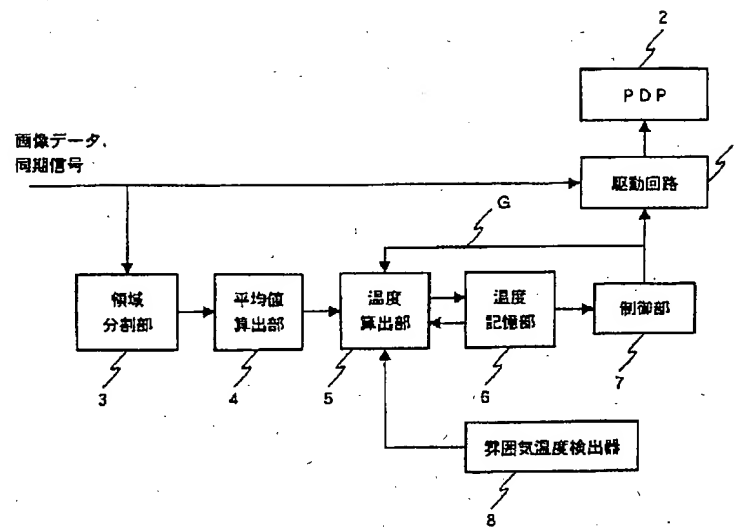 2
PDP
画像データ、
同期信号
駆動回路
G
領域
分割部
平均値
算出部
温度
算出部
温度
記憶部
制御部
3
4
5
6
7
雰囲気温度検出器
8